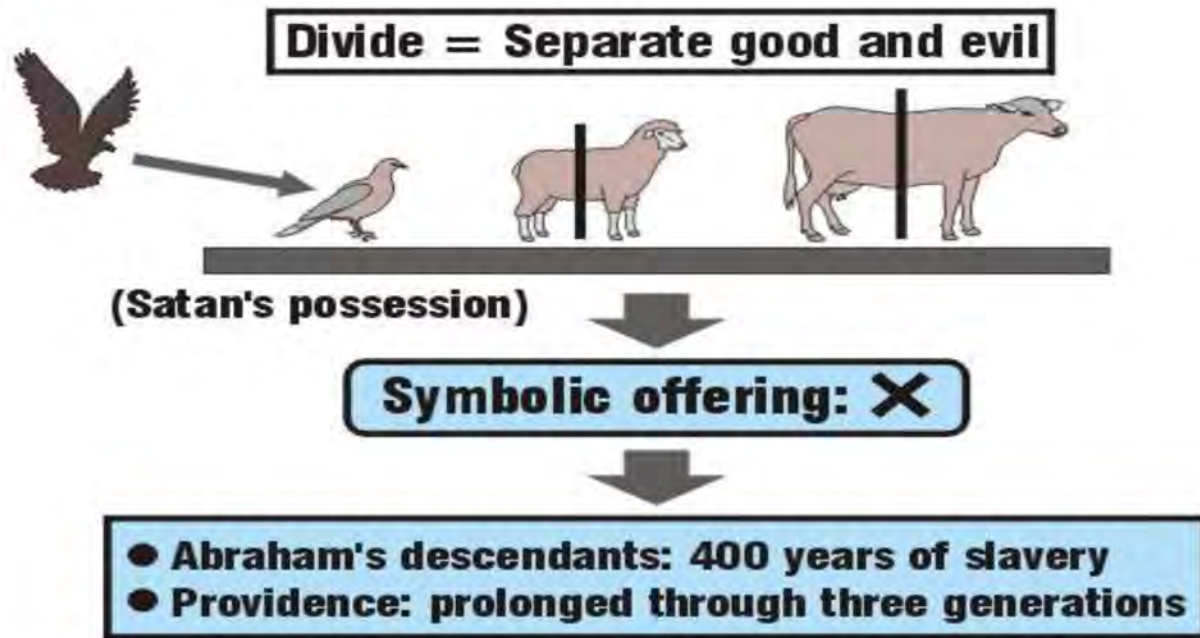 Divide = Separate good and evil
(Satan's possession)
Symbolic offering: ✕
● Abraham's descendants: 400 years of slavery
● Providence: prolonged through three generations